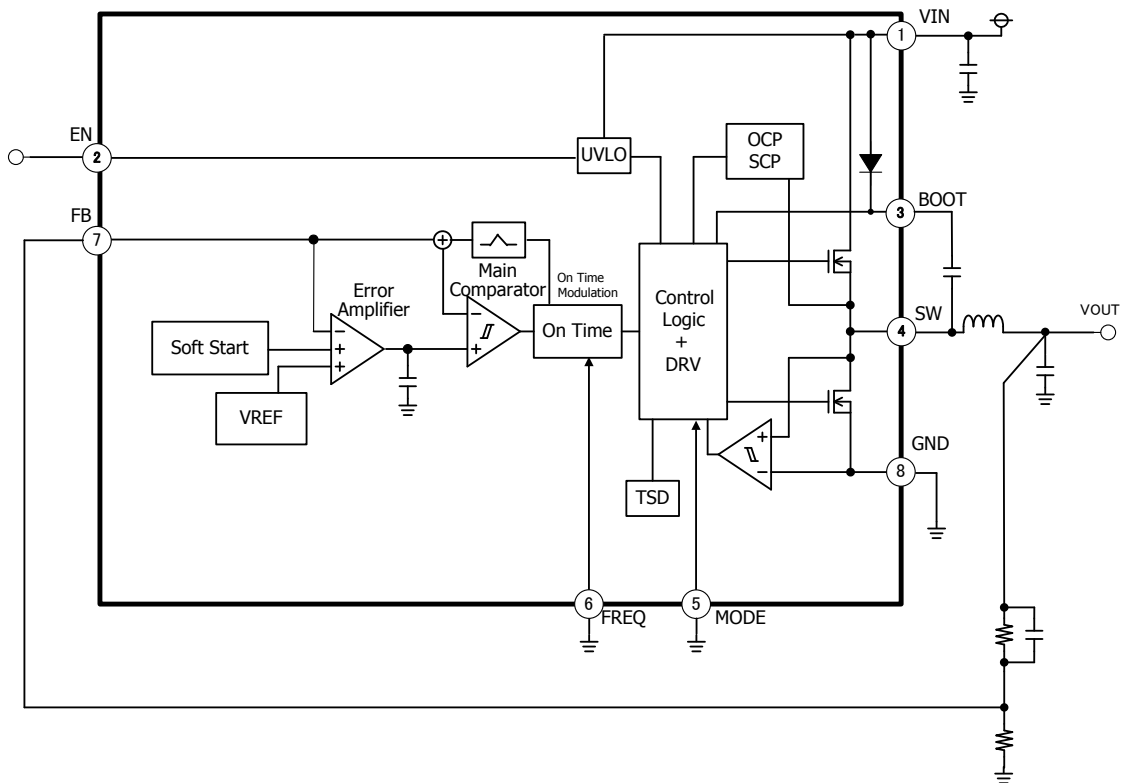 VIN
1
EN
2
UVLO
OCP
SCP
BOOT
3
FB
7
Main
Comparator
On Time
Modulation
Error
Amplifier
Control
Logic
+
DRV
SW
4
VOUT
Soft Start
On Time
VREF
GND
8
TSD
6
FREQ
5
MODE